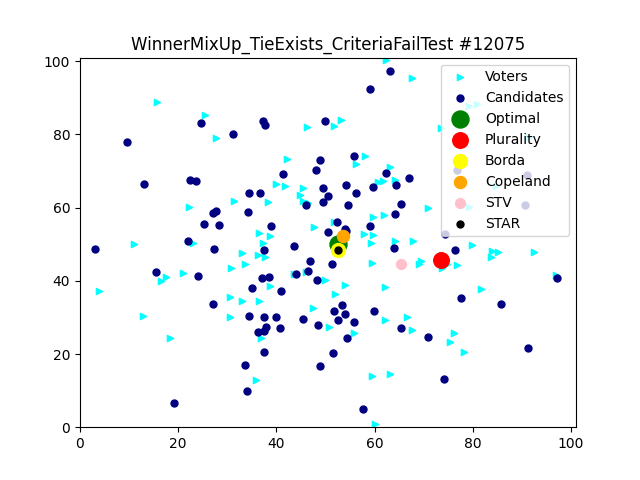 WinnerMixUp_TieExists_CriteriaFailTest #12075
100
80
60
40
20
0
0 20 40 60 80 100
Voters
Candidates
Optimal
Plurality
Borda
Copeland
STV
STAR